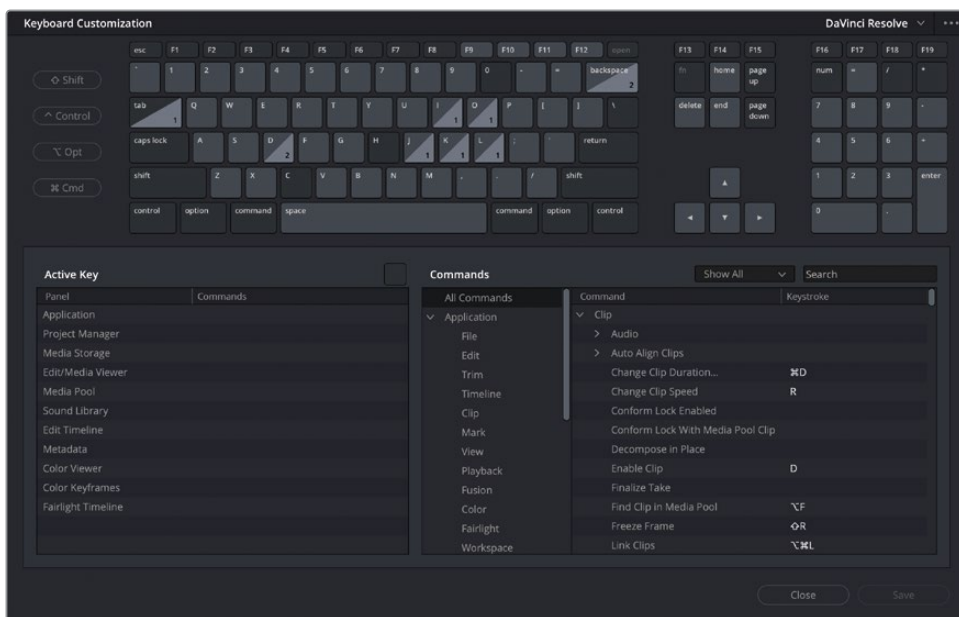 Keyboard Customization DaVinci Resolve
esc F1 F2 F3 F4 F5 F6 F7 F8 F9 F10 F11 F12 open F13 F14 F15 F16 F17 F18 F19
⇧ Shift
` 1 2 3 4 5 6 7 8 9 0 - = backspace 2 fn home page up num = / *
^ Control
tab 1 Q W E R T Y U I 1 O 1 P [ ] \ delete end page down 7 8 9 -
⌥ Opt
caps lock A S D 2 F G H J 1 K 1 L 1 ; ' return 4 5 6 +
⌘ Cmd
shift Z X C V B N M , . / shift 1 2 3 enter
control option command space command option control 0 .
Active Key
Panel Commands
Application
Project Manager
Media Storage
Edit/Media Viewer
Media Pool
Sound Library
Edit Timeline
Metadata
Color Viewer
Color Keyframes
Fairlight Timeline
Commands Show All Search
All Commands
Application
File
Edit
Trim
Timeline
Clip
Mark
View
Playback
Fusion
Color
Fairlight
Workspace
Command Keystroke
Clip
Audio
Auto Align Clips
Change Clip Duration... ⌘D
Change Clip Speed R
Conform Lock Enabled
Conform Lock With Media Pool Clip
Decompose in Place
Enable Clip D
Finalize Take
Find Clip in Media Pool ⌥F
Freeze Frame ⇧R
Link Clips ⌥⌘L
Close Save